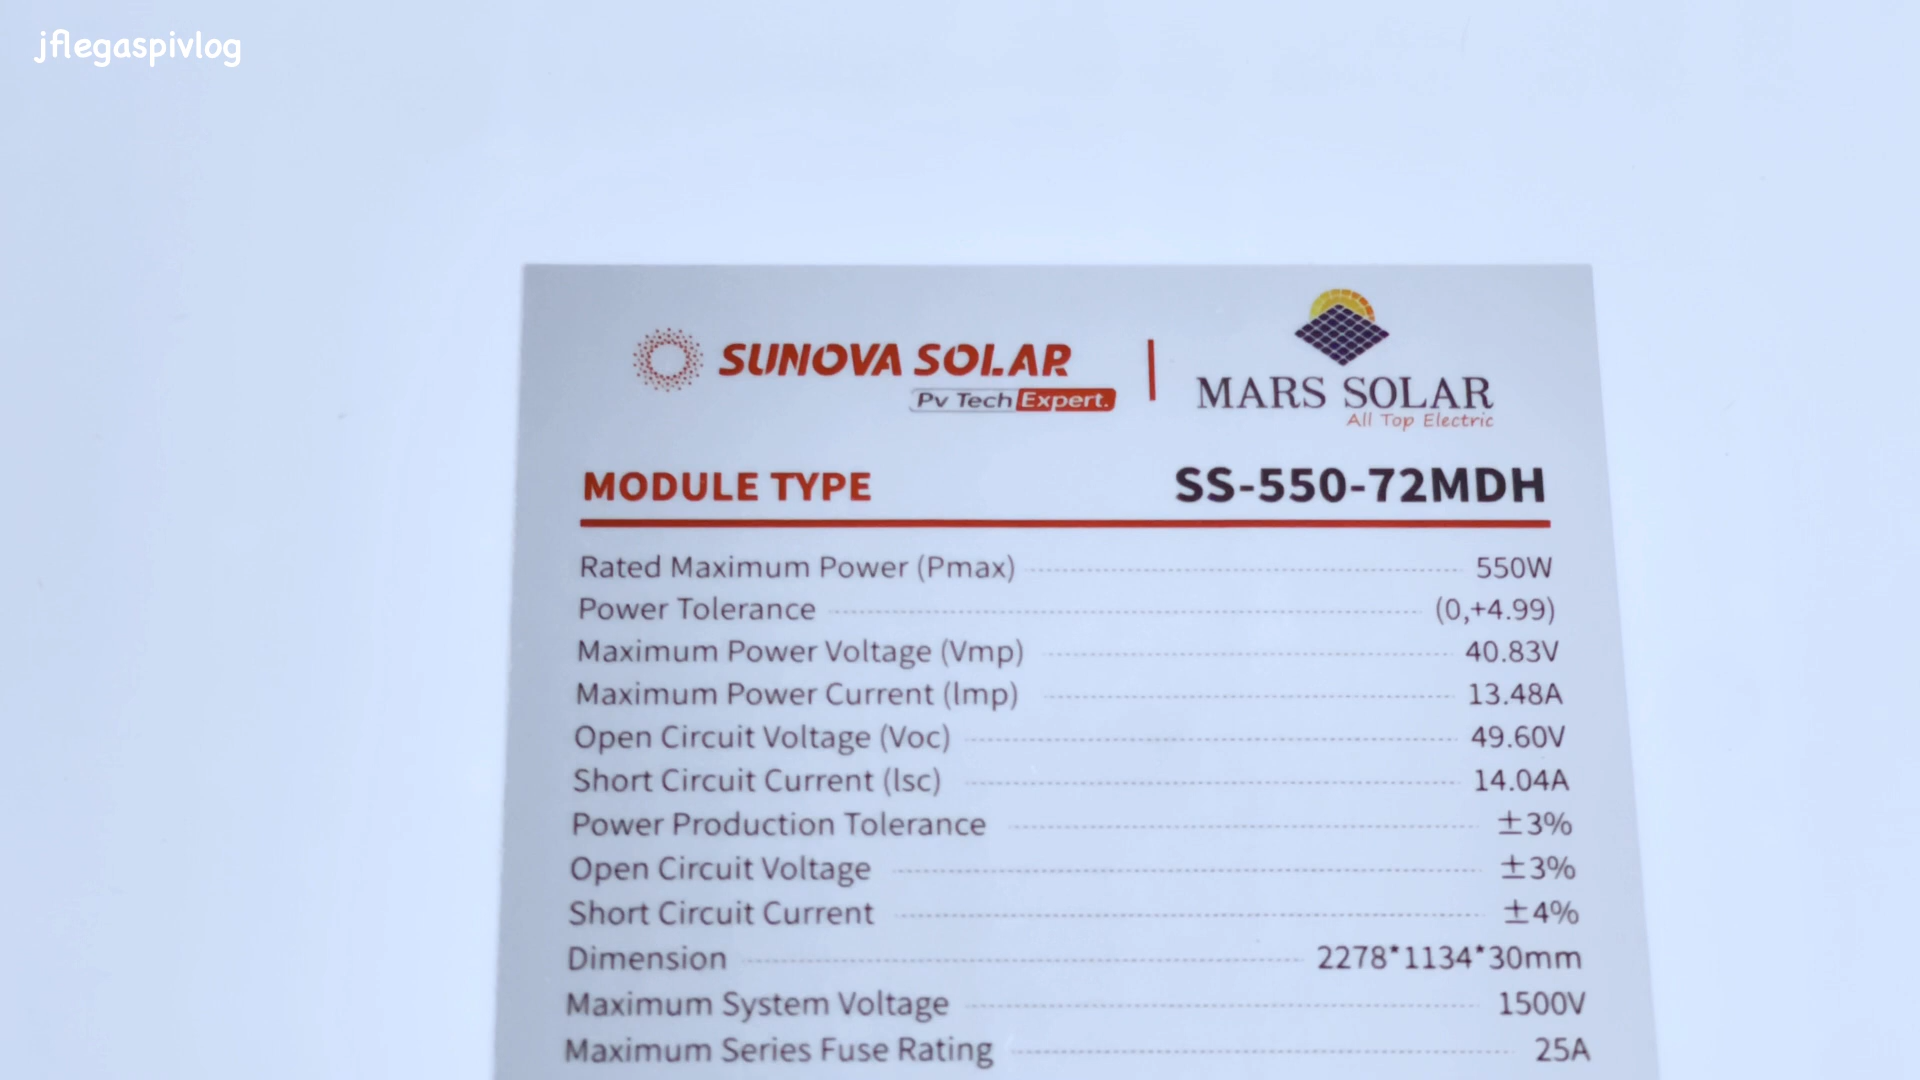 jflegaspivlog
SUNOVA SOLAR
Pv Tech Expert.
MARS SOLAR
All Top Electric
MODULE TYPE SS-550-72MDH
Rated Maximum Power (Pmax) 550W
Power Tolerance (0,+4.99)
Maximum Power Voltage (Vmp) 40.83V
Maximum Power Current (lmp) 13.48A
Open Circuit Voltage (Voc) 49.60V
Short Circuit Current (lsc) 14.04A
Power Production Tolerance ±3%
Open Circuit Voltage ±3%
Short Circuit Current ±4%
Dimension 2278*1134*30mm
Maximum System Voltage 1500V
Maximum Series Fuse Rating 25A